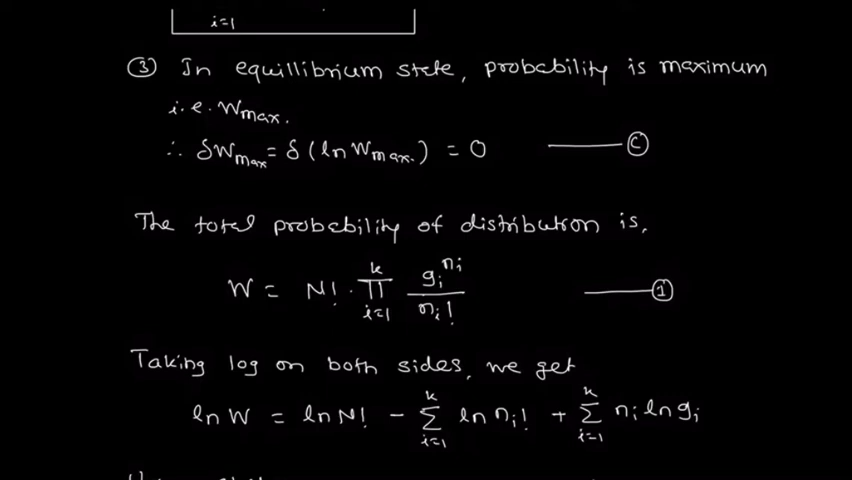 i=1
③ In equillibrium state, probability is maximum
i.e. Wmax.
∴ δWmax = δ(ln Wmax.) = 0 —— Ⓒ
The total probability of distribution is,
W = N! · ∏_{i=1}^{k} g_i^{n_i} / n_i! —— ①
Taking log on both sides, we get
ln W = ln N! − ∑_{i=1}^{k} ln n_i! + ∑_{i=1}^{k} n_i ln g_i